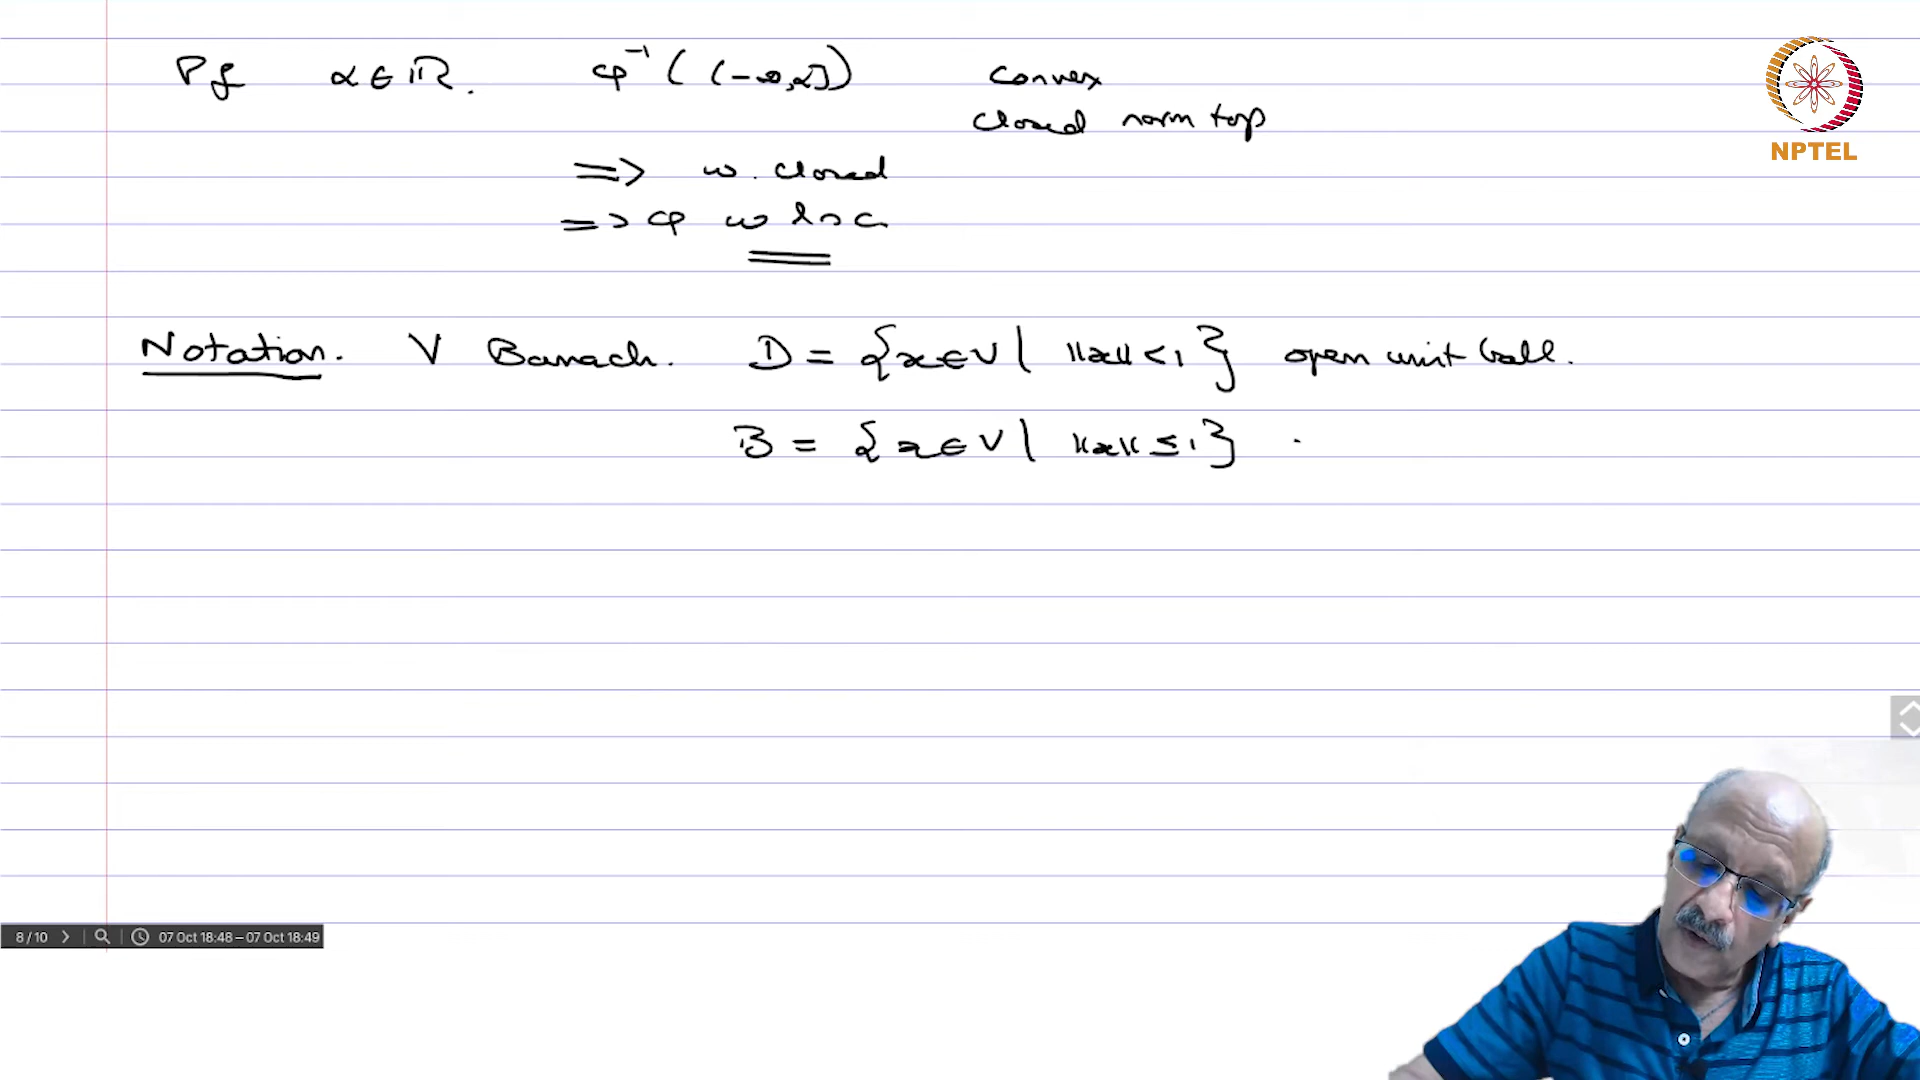 Pf α ∈ ℝ. φ⁻¹((-∞,α]) convex
closed norm top
⇒ w. closed
⇒ φ w lsc
NPTEL
Notation. V Banach. D = {x ∈ V | ||x|| < 1} open unit ball.
B = {x ∈ V | ||x|| ≤ 1}
8/10 07 Oct 18:48 – 07 Oct 18:49